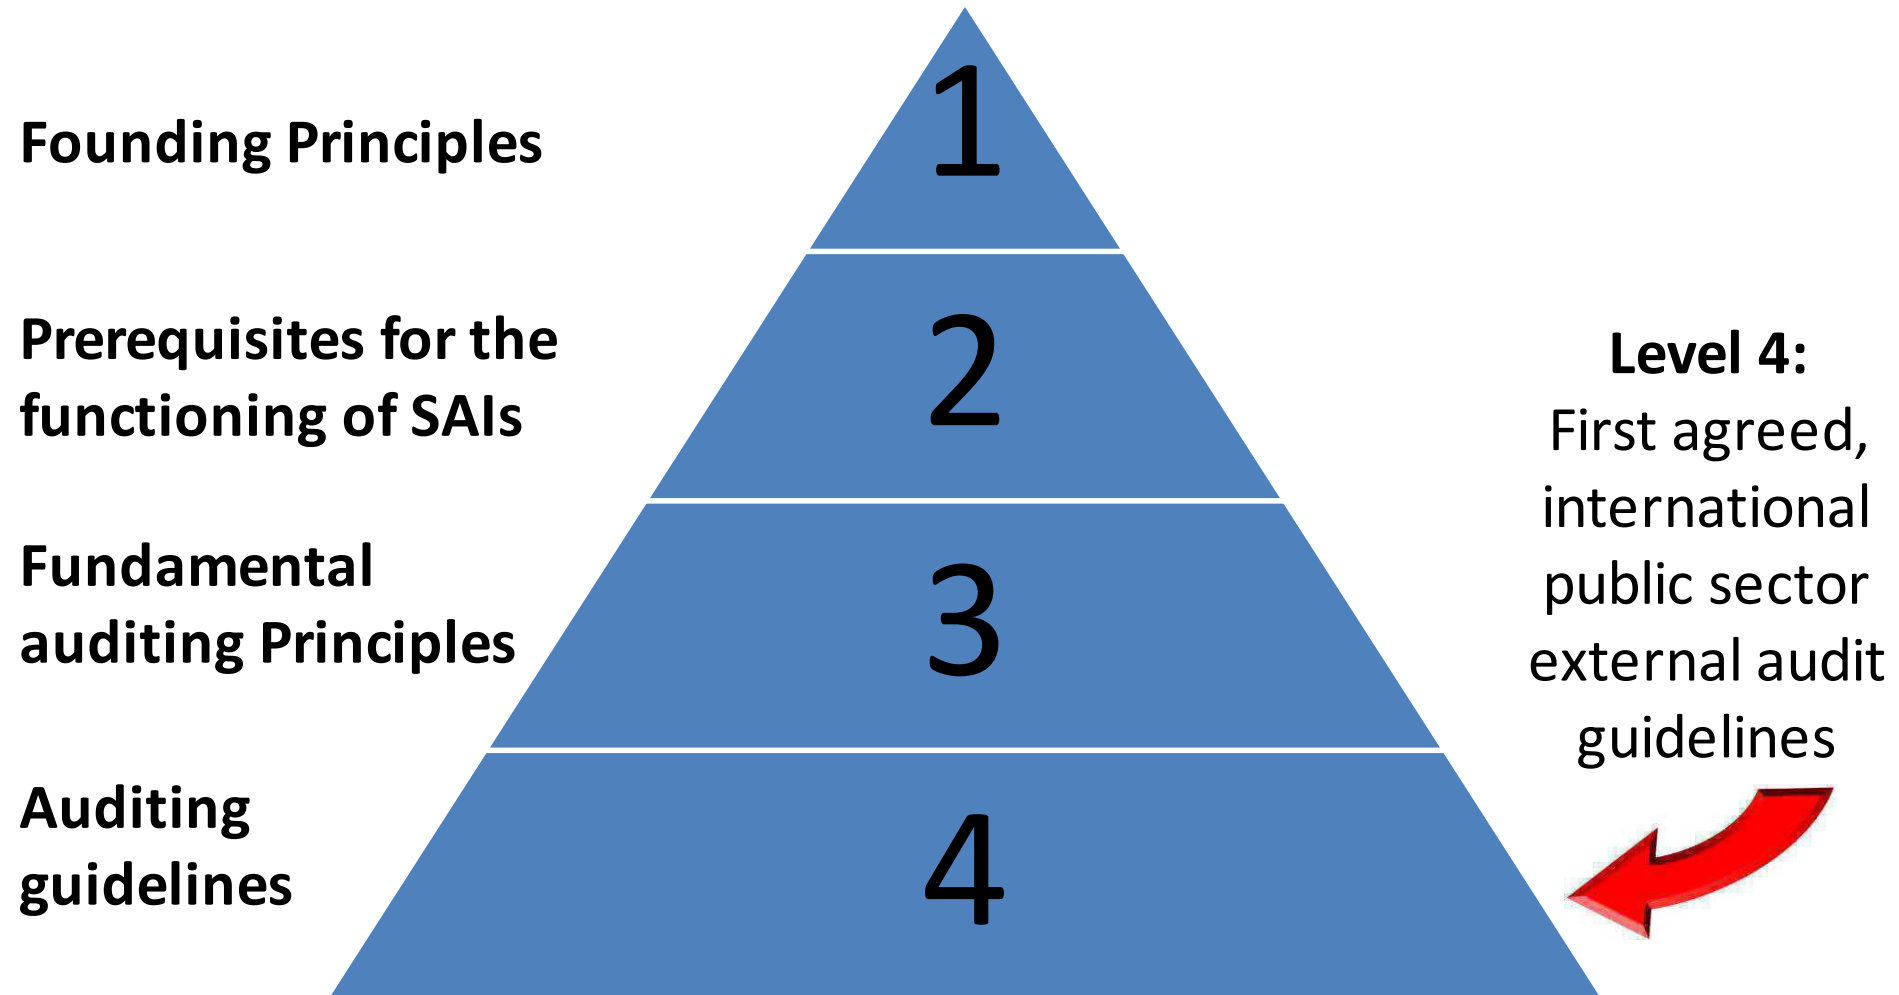 Founding Principles
1
Prerequisites for the
functioning of SAIs
2
Fundamental
auditing Principles
3
Auditing
guidelines
4
Level 4:
First agreed,
international
public sector
external audit
guidelines